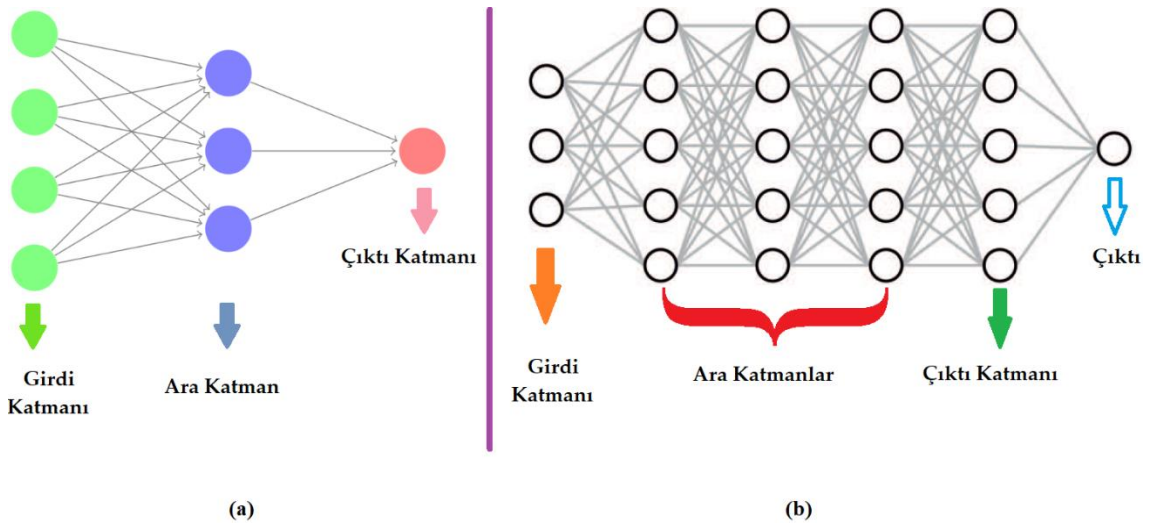 Çıktı Katmanı
Girdi
Katmanı
Ara Katman
(a)
Çıktı
Girdi
Katmanı
Ara Katmanlar
Çıktı Katmanı
(b)